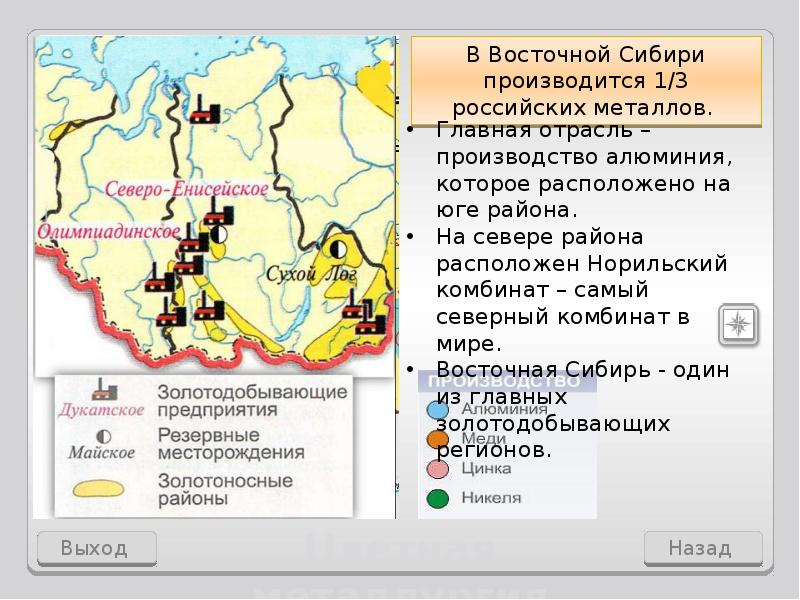 В Восточной Сибири
производится 1/3
российских металлов.
• Главная отрасль –
производство алюминия,
которое расположено на
юге района.
• На севере района
расположен Норильский
комбинат – самый
северный комбинат в
мире.
• Восточная Сибирь - один
из главных
золотодобывающих
регионов.
Северо-Енисейское
Олимпиадинское
Сухой Лог
Дукатское
Золотодобывающие
предприятия
Майское
Резервные
месторождения
Золотоносные
районы
ПРОИЗВОДСТВО
Алюминия
Меди
Цинка
Никеля
Выход
Назад
Цветная
металлургия